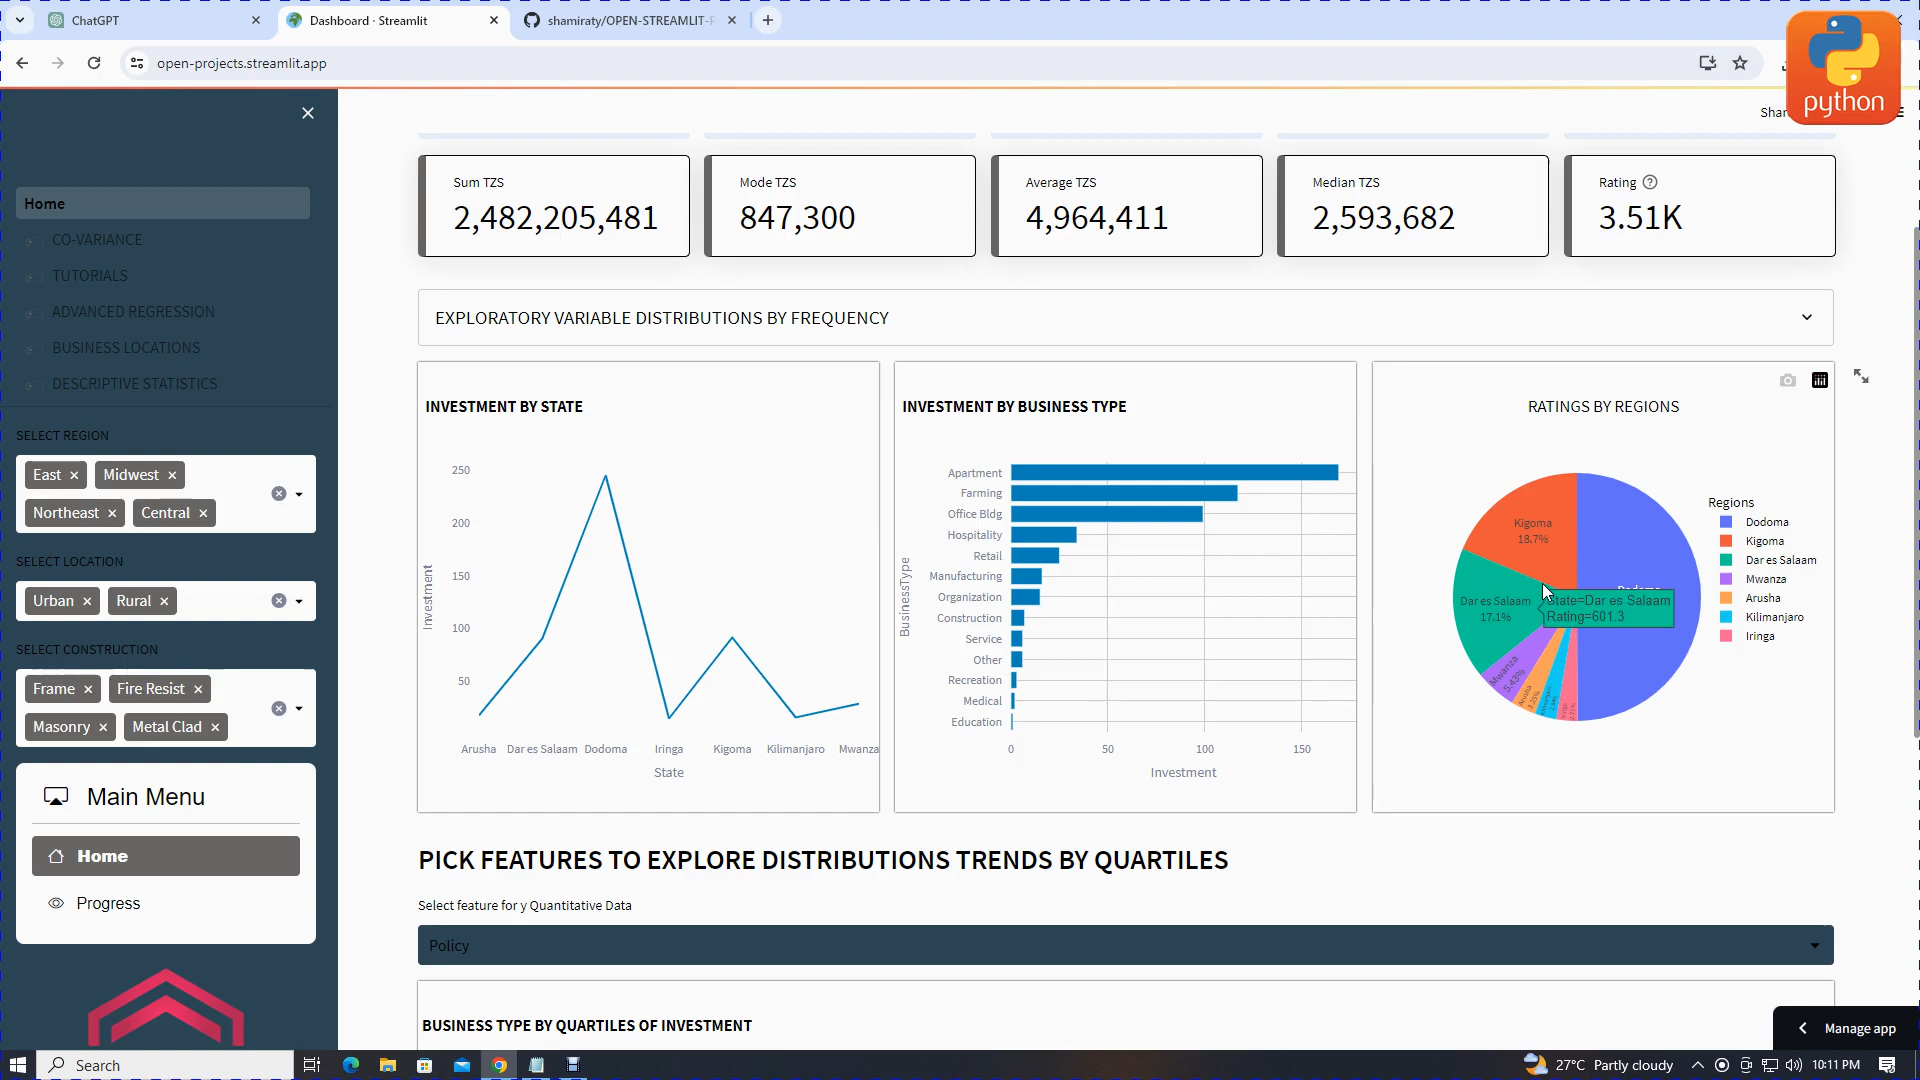 ChatGPT
Dashboard · Streamlit
shamiraty/OPEN-STREAMLIT-
open-projects.streamlit.app
python
Home
CO-VARIANCE
TUTORIALS
ADVANCED REGRESSION
BUSINESS LOCATIONS
DESCRIPTIVE STATISTICS
SELECT REGION
East
Midwest
Northeast
Central
SELECT LOCATION
Urban
Rural
SELECT CONSTRUCTION
Frame
Fire Resist
Masonry
Metal Clad
Main Menu
Home
Progress
Sum TZS
2,482,205,481
Mode TZS
847,300
Average TZS
4,964,411
Median TZS
2,593,682
Rating
3.51K
EXPLORATORY VARIABLE DISTRIBUTIONS BY FREQUENCY
INVESTMENT BY STATE
250
200
150
100
50
Investment
Arusha
Dar es Salaam
Dodoma
Iringa
Kigoma
Kilimanjaro
Mwanza
State
INVESTMENT BY BUSINESS TYPE
BusinessType
Apartment
Farming
Office Bldg
Hospitality
Retail
Manufacturing
Organization
Construction
Service
Other
Recreation
Medical
Education
0
50
100
150
Investment
RATINGS BY REGIONS
Kigoma
18.7%
Dar es Salaam
17.1%
Mwanza
5.43%
Arusha
State=Dar es Salaam
Rating=601.3
Regions
Dodoma
Kigoma
Dar es Salaam
Mwanza
Arusha
Kilimanjaro
Iringa
PICK FEATURES TO EXPLORE DISTRIBUTIONS TRENDS BY QUARTILES
Select feature for y Quantitative Data
Policy
BUSINESS TYPE BY QUARTILES OF INVESTMENT
Manage app
Search
27°C Partly cloudy
10:11 PM